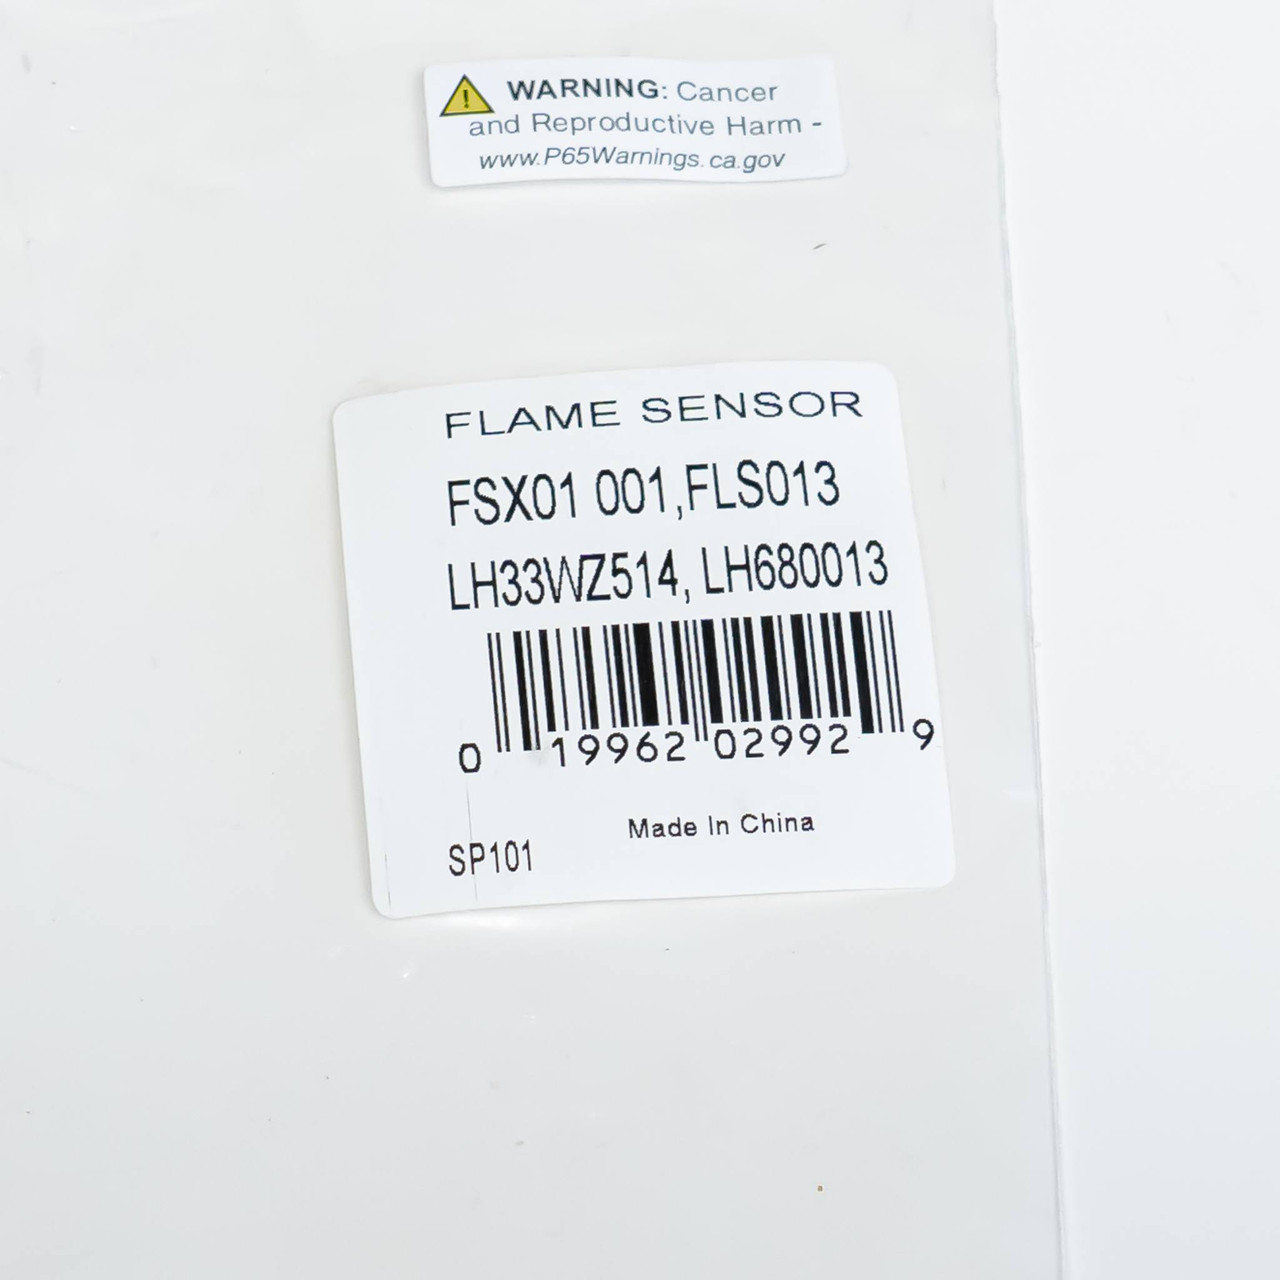 WARNING: Cancer
and Reproductive Harm -
www.P65Warnings.ca.gov
FLAME SENSOR
FSX01 001,FLS013
LH33WZ514, LH680013
0 19962 02992 9
Made In China
SP101